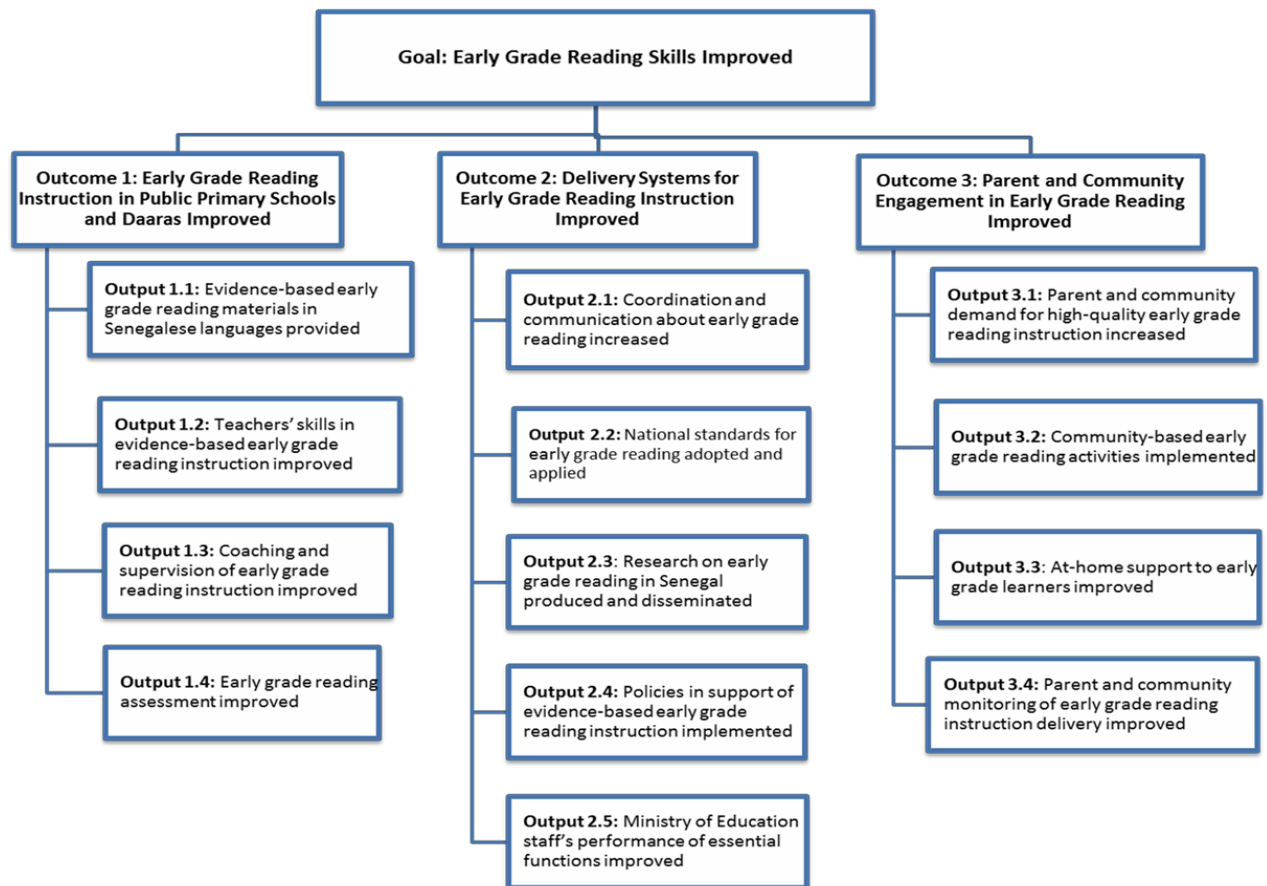 Goal: Early Grade Reading Skills Improved
Outcome 1: Early Grade Reading
Instruction in Public Primary Schools
and Daaras Improved
Output 1.1: Evidence-based early
grade reading materials in
Senegalese languages provided
Output 1.2: Teachers’ skills in
evidence-based early grade
reading instruction improved
Output 1.3: Coaching and
supervision of early grade
reading instruction improved
Output 1.4: Early grade reading
assessment improved
Outcome 2: Delivery Systems for
Early Grade Reading Instruction
Improved
Output 2.1: Coordination and
communication about early grade
reading increased
Output 2.2: National standards for
early grade reading adopted and
applied
Output 2.3: Research on early
grade reading in Senegal
produced and disseminated
Output 2.4: Policies in support of
evidence-based early grade
reading instruction implemented
Output 2.5: Ministry of Education
staff’s performance of essential
functions improved
Outcome 3: Parent and Community
Engagement in Early Grade Reading
Improved
Output 3.1: Parent and community
demand for high-quality early grade
reading instruction increased
Output 3.2: Community-based early
grade reading activities implemented
Output 3.3: At-home support to early
grade learners improved
Output 3.4: Parent and community
monitoring of early grade reading
instruction delivery improved